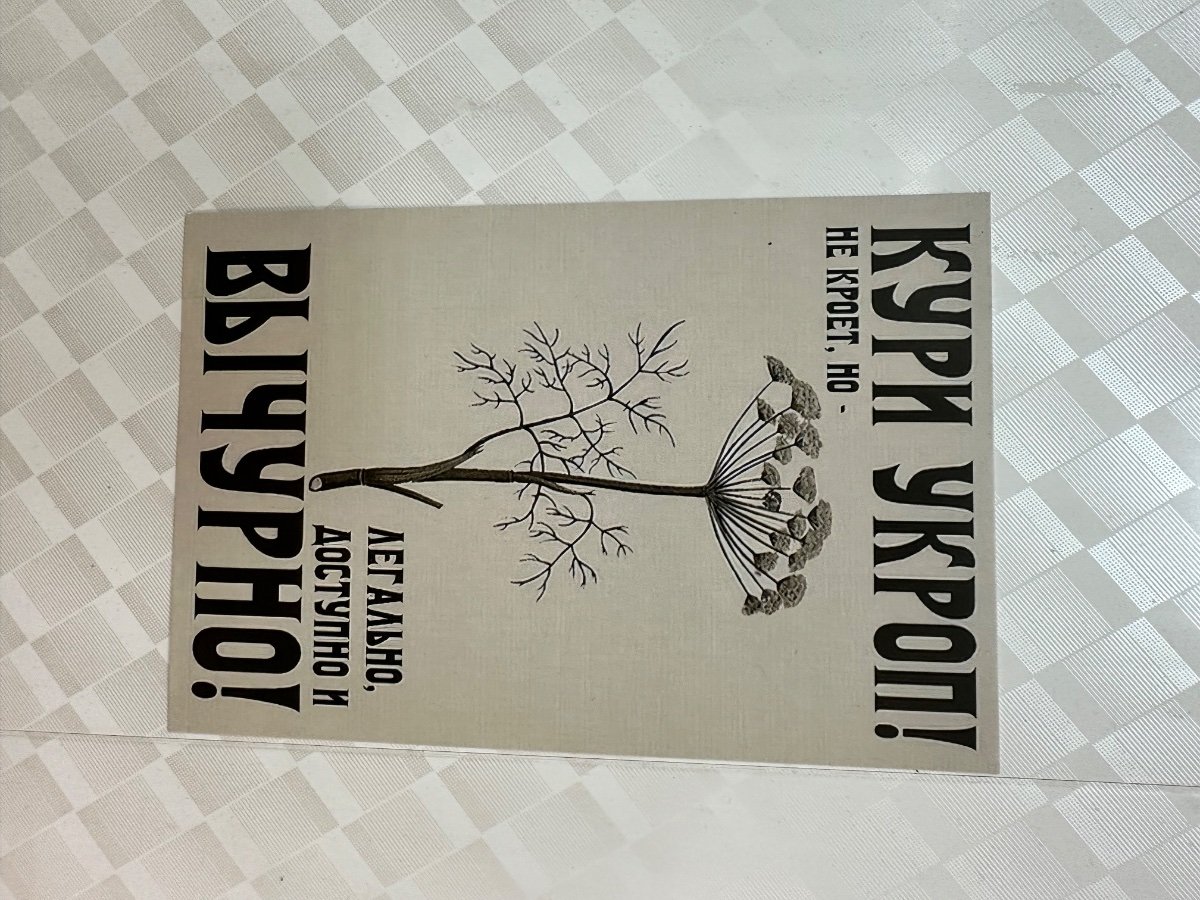 КУРИ УКРОП!
НЕ КРОЕТ, НО -
ЛЕГАЛЬНО,
ДОСТУПНО И
ВЫЧУРНО!